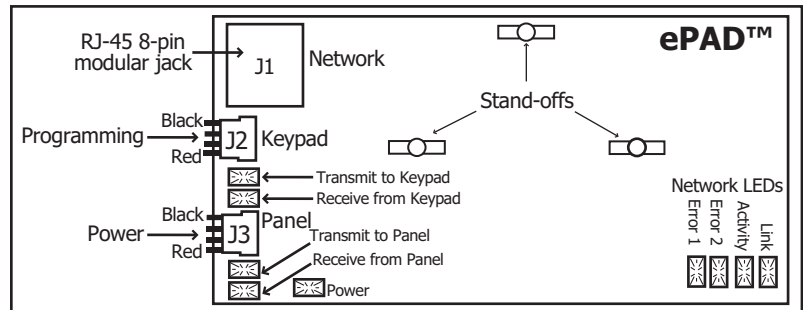 RJ-45 8-pin
modular jack
J1
Network
ePAD™
Stand-offs
Black
Programming
J2
Keypad
Red
Transmit to Keypad
Receive from Keypad
Network LEDs
Error 1
Error 2
Activity
Link
Black
Panel
Power
J3
Transmit to Panel
Red
Receive from Panel
Power